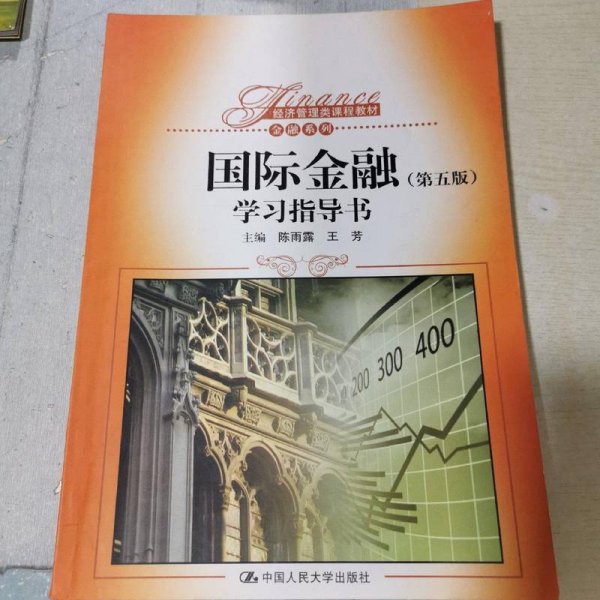 Finance
经济管理类课程教材
金融系列
国际金融(第五版)
学习指导书
主编 陈雨露 王芳
200 300 400
中国人民大学出版社